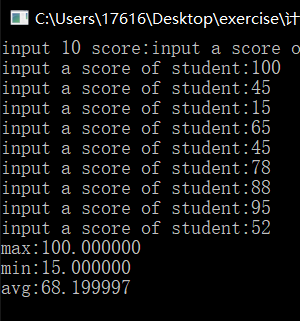 C:\Users\17616\Desktop\exercise\计
input 10 score:input a score o
input a score of student:100
input a score of student:45
input a score of student:15
input a score of student:65
input a score of student:45
input a score of student:78
input a score of student:88
input a score of student:95
input a score of student:52
max:100.000000
min:15.000000
avg:68.199997